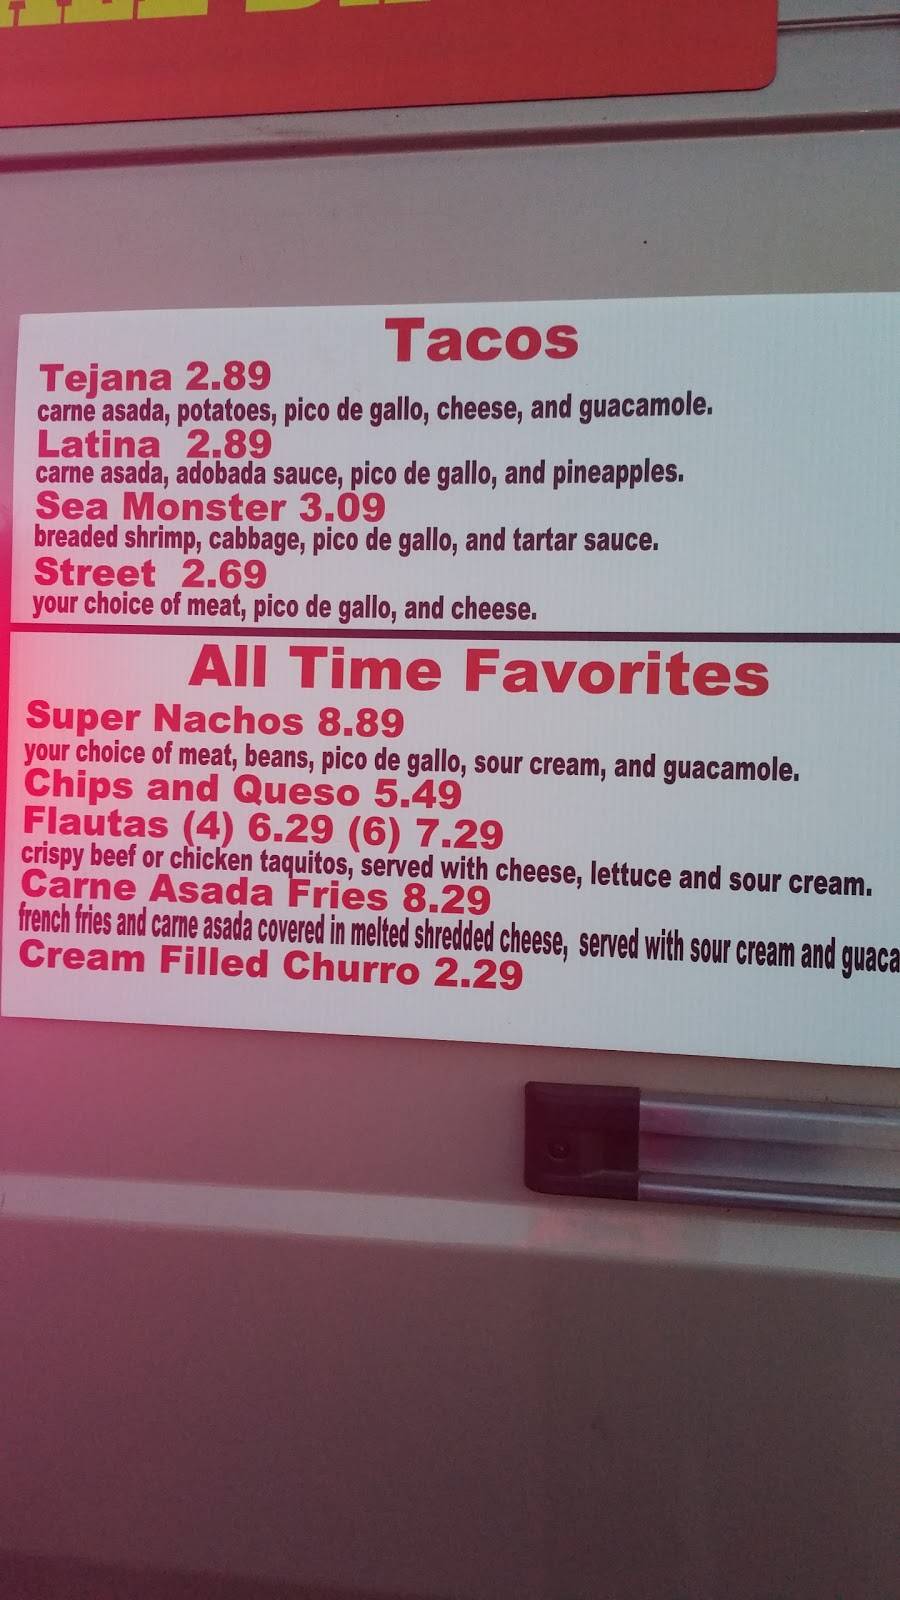 Tacos
Tejana 2.89
carne asada, potatoes, pico de gallo, cheese, and guacamole.
Latina 2.89
carne asada, adobada sauce, pico de gallo, and pineapples.
Sea Monster 3.09
breaded shrimp, cabbage, pico de gallo, and tartar sauce.
Street 2.69
your choice of meat, pico de gallo, and cheese.
All Time Favorites
Super Nachos 8.89
your choice of meat, beans, pico de gallo, sour cream, and guacamole.
Chips and Queso 5.49
Flautas (4) 6.29 (6) 7.29
crispy beef or chicken taquitos, served with cheese, lettuce and sour cream.
Carne Asada Fries 8.29
french fries and carne asada covered in melted shredded cheese, served with sour cream and guaca
Cream Filled Churro 2.29